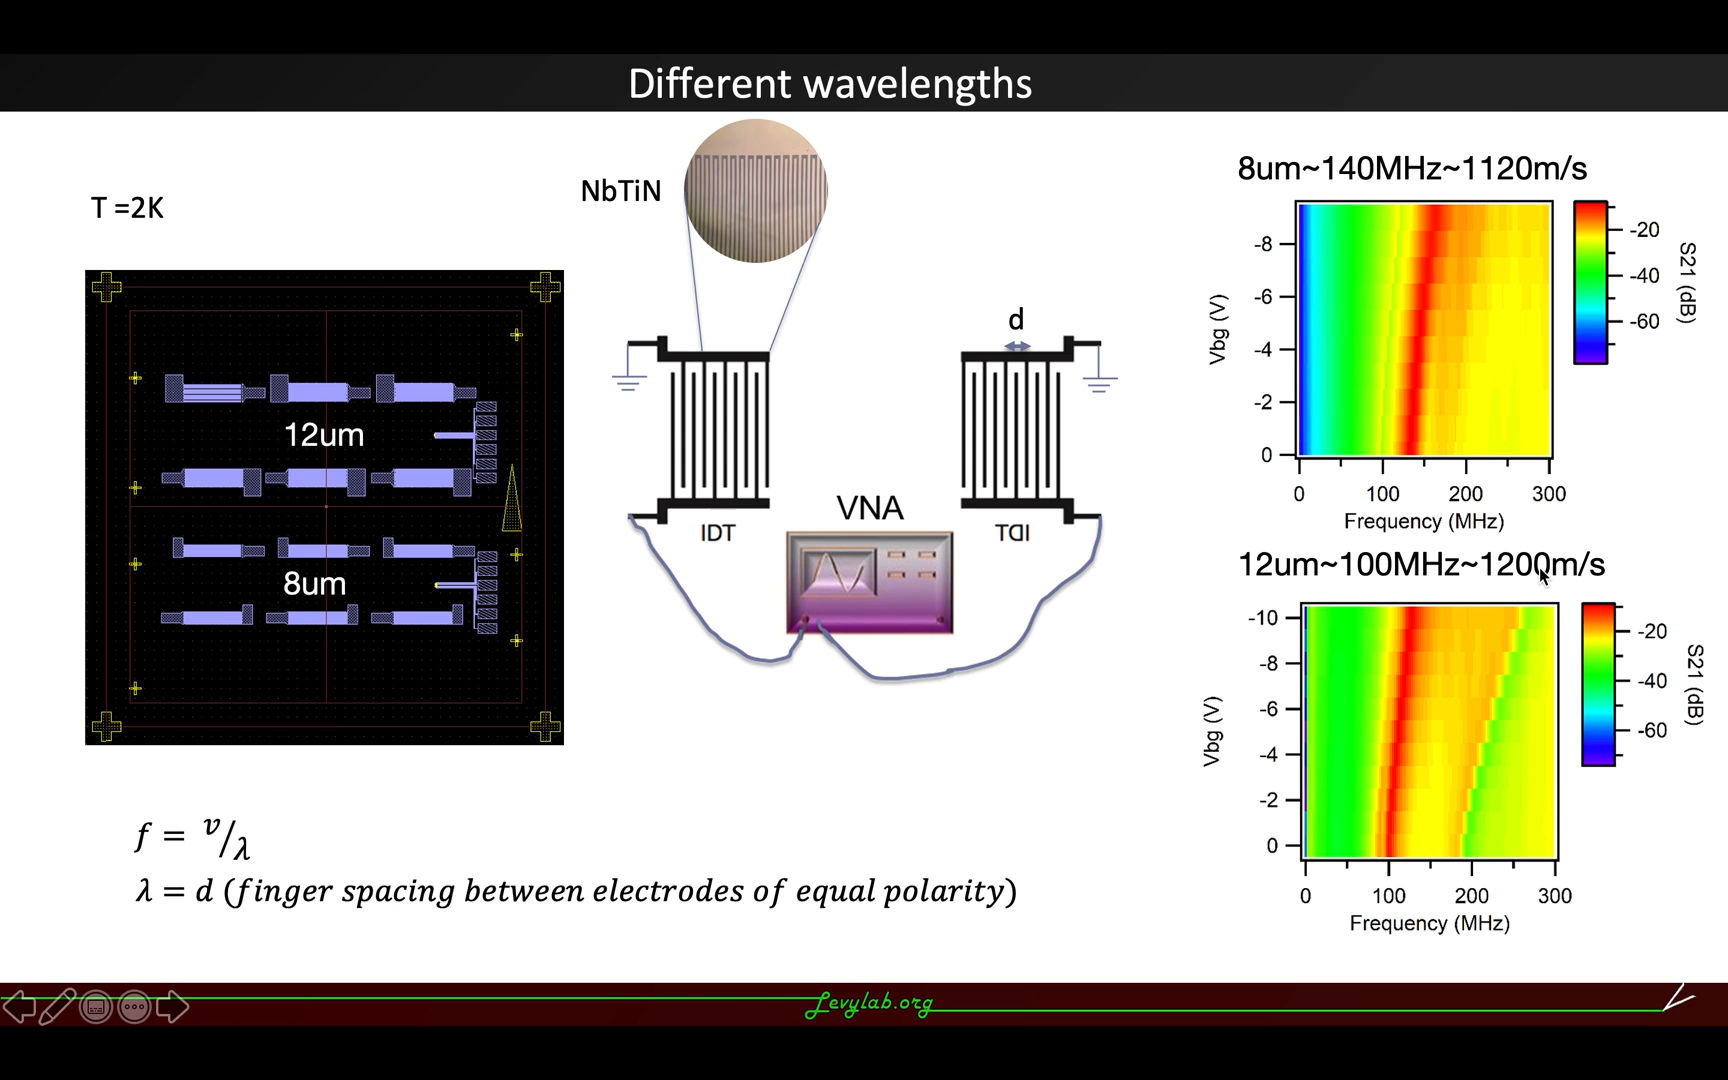 Different wavelengths
T =2K
NbTiN
12um
8um
d
IDT
IDT
VNA
f = v/λ
λ = d (finger spacing between electrodes of equal polarity)
8um~140MHz~1120m/s
-8
-6
-4
-2
0
Vbg (V)
0 100 200 300
Frequency (MHz)
-20
-40
-60
S21 (dB)
12um~100MHz~1200m/s
-10
-8
-6
-4
-2
0
Vbg (V)
0 100 200 300
Frequency (MHz)
-20
-40
-60
S21 (dB)
Levylab.org